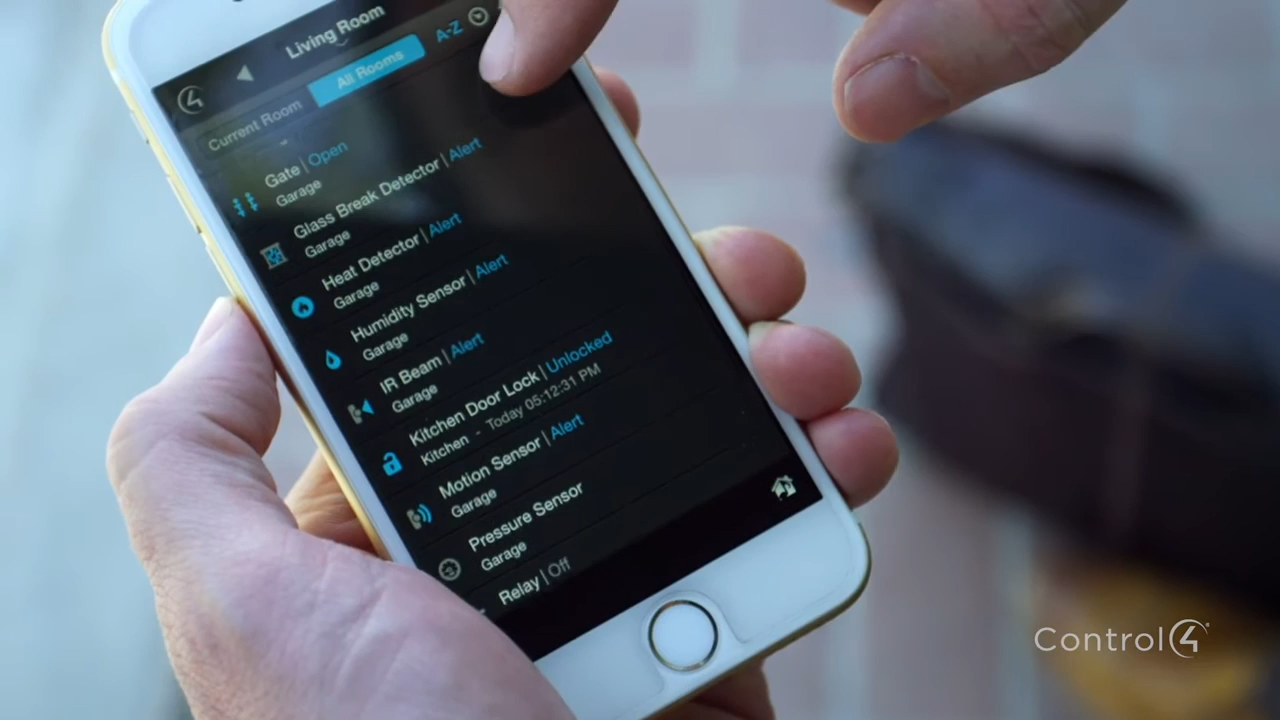 Living Room
Current Room
All Rooms
A-Z
Gate | Open
Garage
Glass Break Detector | Alert
Garage
Heat Detector | Alert
Garage
Humidity Sensor | Alert
Garage
IR Beam | Alert
Garage
Kitchen Door Lock | Unlocked
Kitchen - Today 05:12:31 PM
Motion Sensor | Alert
Garage
Pressure Sensor
Garage
Relay | Off
Control4®